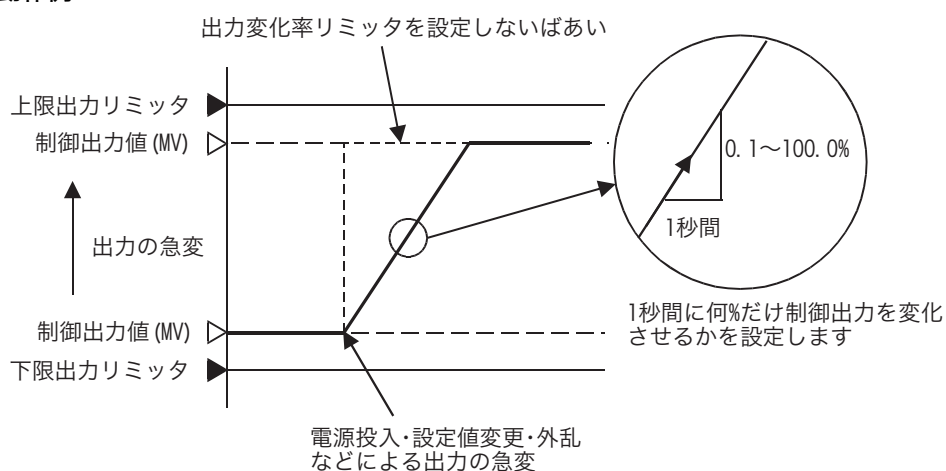 出力変化率リミッタを設定しないばあい
上限出力リミッタ
制御出力値(MV)
0.1～100.0%
1秒間
出力の急変
制御出力値(MV)
1秒間に何%だけ制御出力を変化
させるかを設定します
下限出力リミッタ
電源投入･設定値変更･外乱
などによる出力の急変